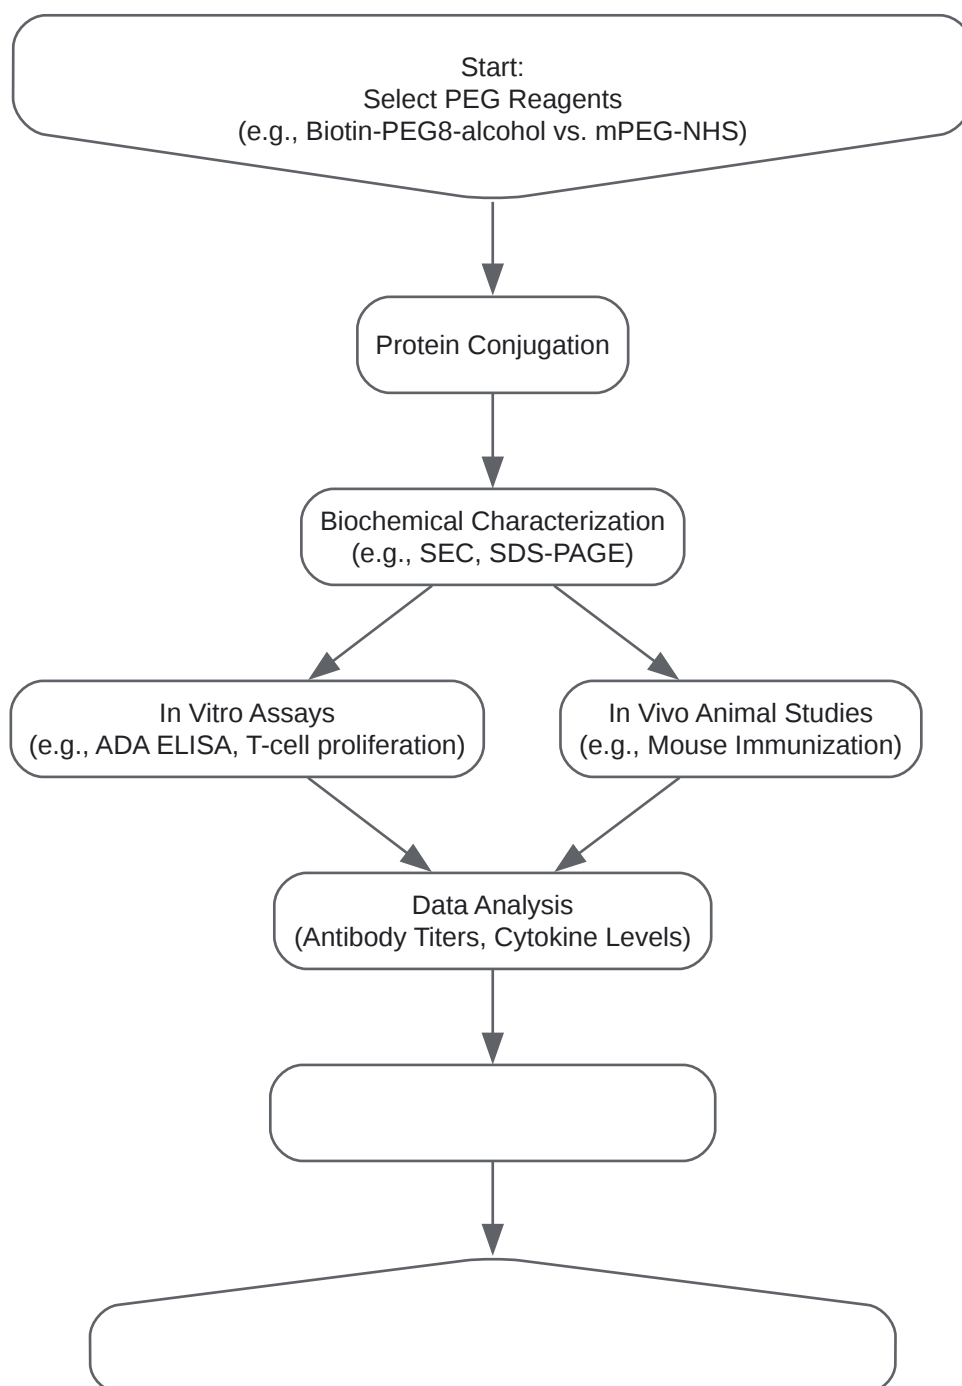 Start:
Select PEG Reagents
(e.g., Biotin-PEG8-alcohol vs. mPEG-NHS)
Protein Conjugation
Biochemical Characterization
(e.g., SEC, SDS-PAGE)
In Vitro Assays
(e.g., ADA ELISA, T-cell proliferation)
In Vivo Animal Studies
(e.g., Mouse Immunization)
Data Analysis
(Antibody Titers, Cytokine Levels)